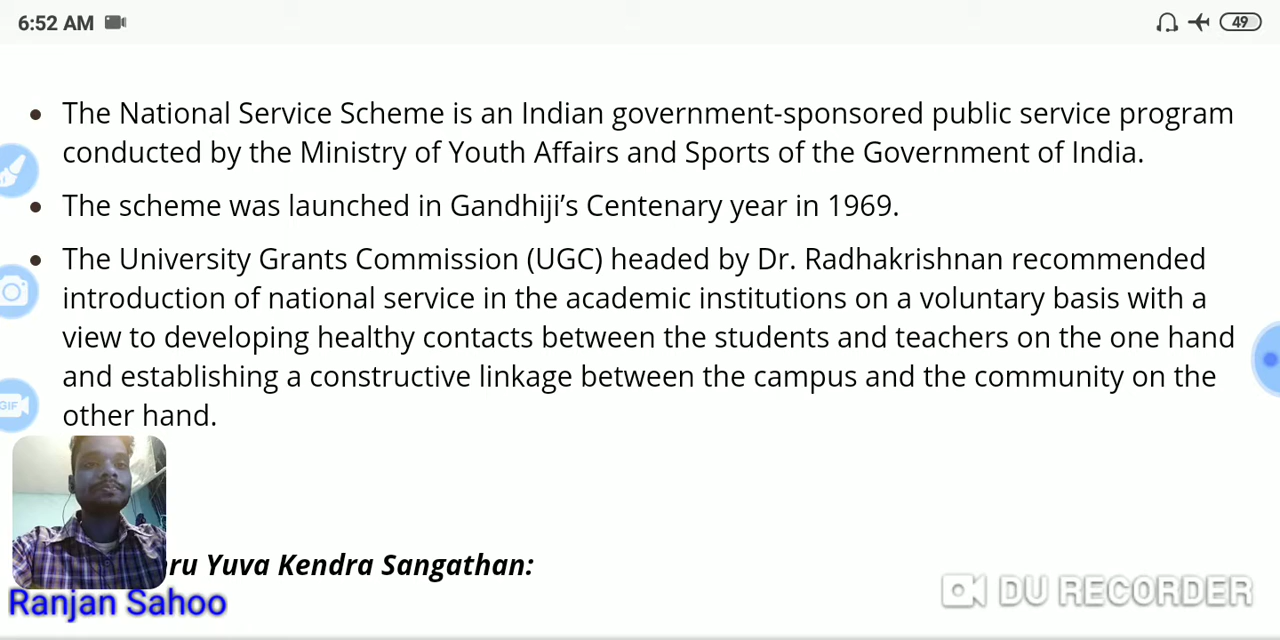 6:52 AM
49
• The National Service Scheme is an Indian government-sponsored public service program
conducted by the Ministry of Youth Affairs and Sports of the Government of India.
• The scheme was launched in Gandhiji’s Centenary year in 1969.
• The University Grants Commission (UGC) headed by Dr. Radhakrishnan recommended
introduction of national service in the academic institutions on a voluntary basis with a
view to developing healthy contacts between the students and teachers on the one hand
and establishing a constructive linkage between the campus and the community on the
other hand.
GIF
Yuva Kendra Sangathan:
Ranjan Sahoo
DU RECORDER